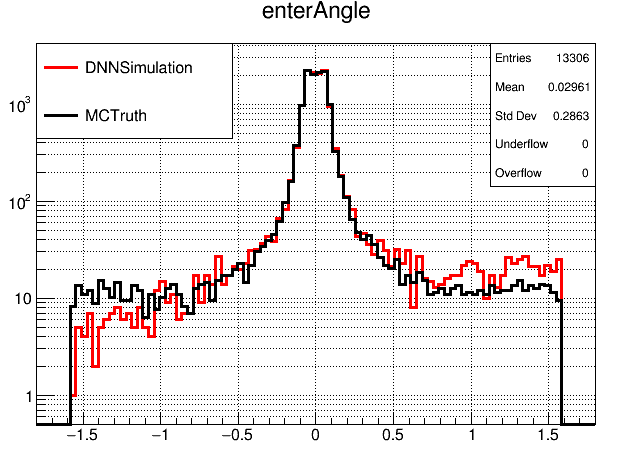 enterAngle
DNNSimulation
MCTruth
Entries 13306
Mean 0.02961
Std Dev 0.2863
Underflow 0
Overflow 0
10³
10²
10
1
−1.5 −1 −0.5 0 0.5 1 1.5